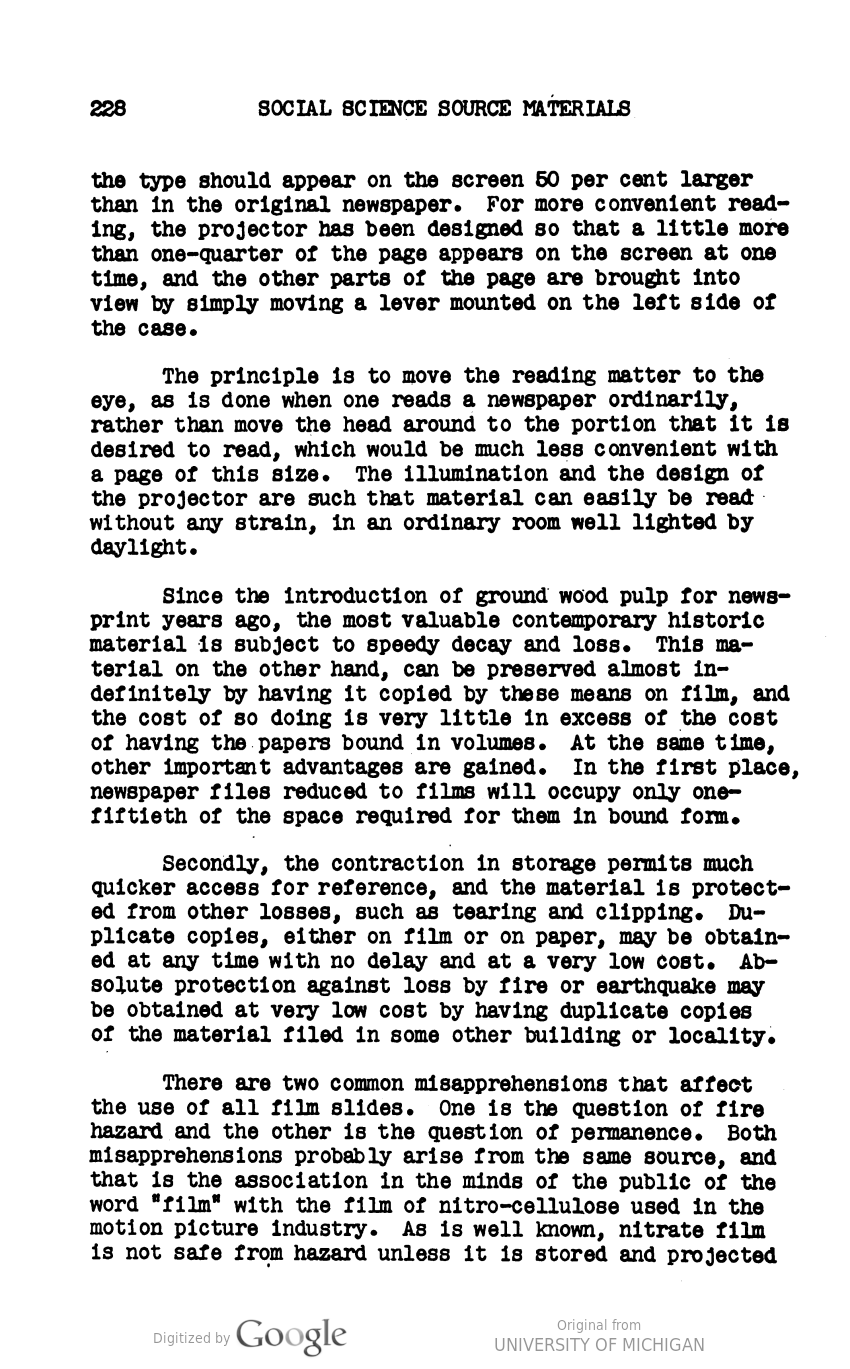 228 SOCIAL SCIENCE SOURCE MATERIALS
the type should appear on the screen 50 per cent larger
than in the original newspaper. For more convenient read-
ing, the projector has been designed so that a little more
than one-quarter of the page appears on the screen at one
time, and the other parts of the page are brought into
view by simply moving a lever mounted on the left side of
the case.
The principle is to move the reading matter to the
eye, as is done when one reads a newspaper ordinarily,
rather than move the head around to the portion that it is
desired to read, which would be much less convenient with
a page of this size. The illumination and the design of
the projector are such that material can easily be read
without any strain, in an ordinary room well lighted by
daylight.
Since the introduction of ground wood pulp for news-
print years ago, the most valuable contemporary historic
material is subject to speedy decay and loss. This ma-
terial on the other hand, can be preserved almost in-
definitely by having it copied by these means on film, and
the cost of so doing is very little in excess of the cost
of having the papers bound in volumes. At the same time,
other important advantages are gained. In the first place,
newspaper files reduced to films will occupy only one-
fiftieth of the space required for them in bound form.
Secondly, the contraction in storage permits much
quicker access for reference, and the material is protect-
ed from other losses, such as tearing and clipping. Du-
plicate copies, either on film or on paper, may be obtain-
ed at any time with no delay and at a very low cost. Ab-
solute protection against loss by fire or earthquake may
be obtained at very low cost by having duplicate copies
of the material filed in some other building or locality.
There are two common misapprehensions that affect
the use of all film slides. One is the question of fire
hazard and the other is the question of permanence. Both
misapprehensions probably arise from the same source, and
that is the association in the minds of the public of the
word "film" with the film of nitro-cellulose used in the
motion picture industry. As is well known, nitrate film
is not safe from hazard unless it is stored and projected
Digitized by Google
Original from
UNIVERSITY OF MICHIGAN